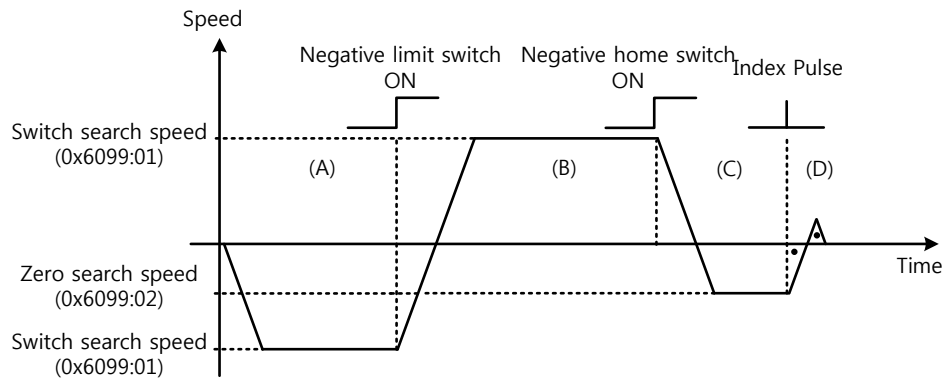 Speed
Negative limit switch
ON
Negative home switch
ON
Index Pulse
Switch search speed
(0x6099:01)
(A)
(B)
(C)
(D)
Time
Zero search speed
(0x6099:02)
Switch search speed
(0x6099:01)